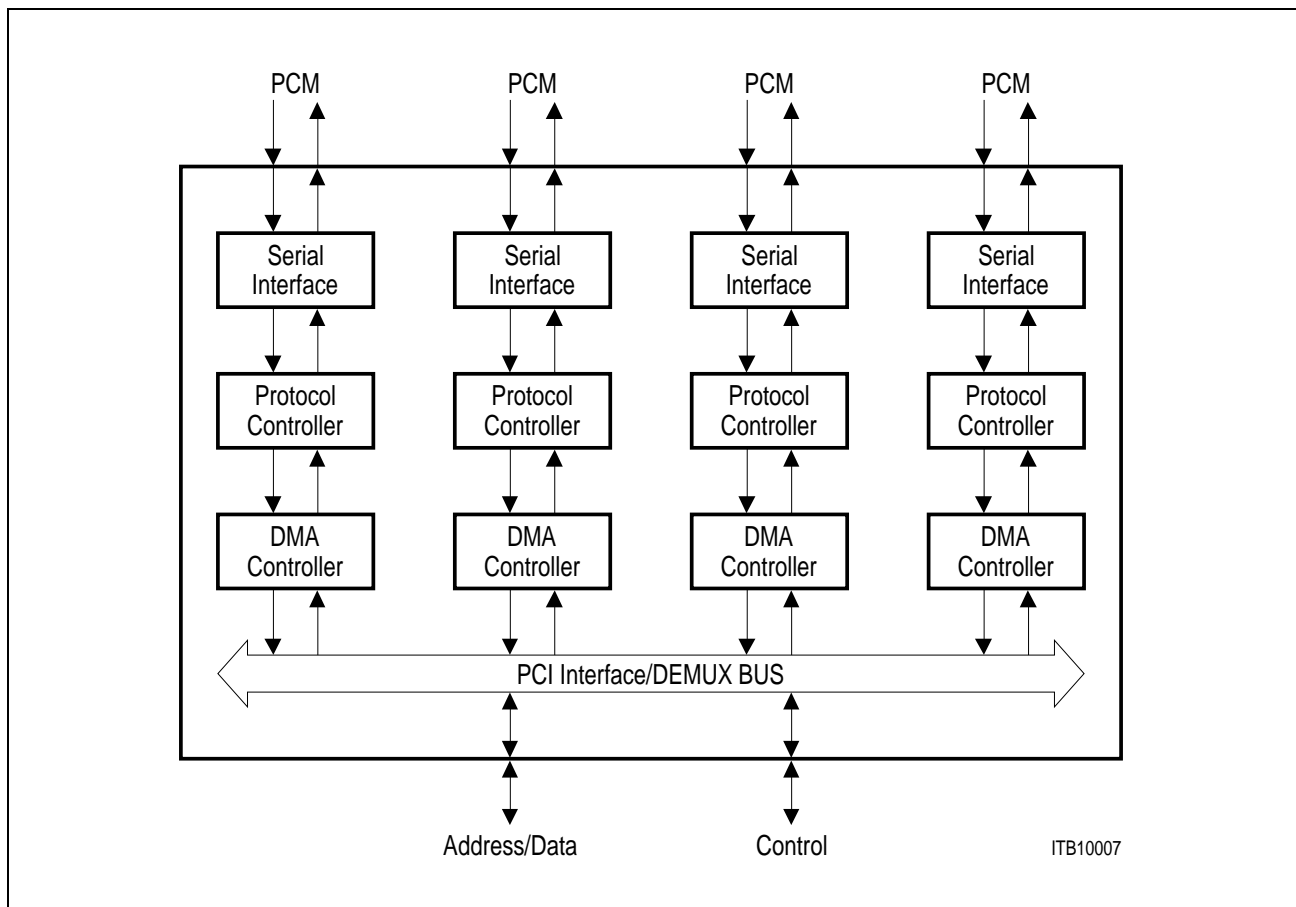 PCM PCM PCM PCM
Serial Interface Serial Interface Serial Interface Serial Interface
Protocol Controller Protocol Controller Protocol Controller Protocol Controller
DMA Controller DMA Controller DMA Controller DMA Controller
PCI Interface/DEMUX BUS
Address/Data Control ITB10007